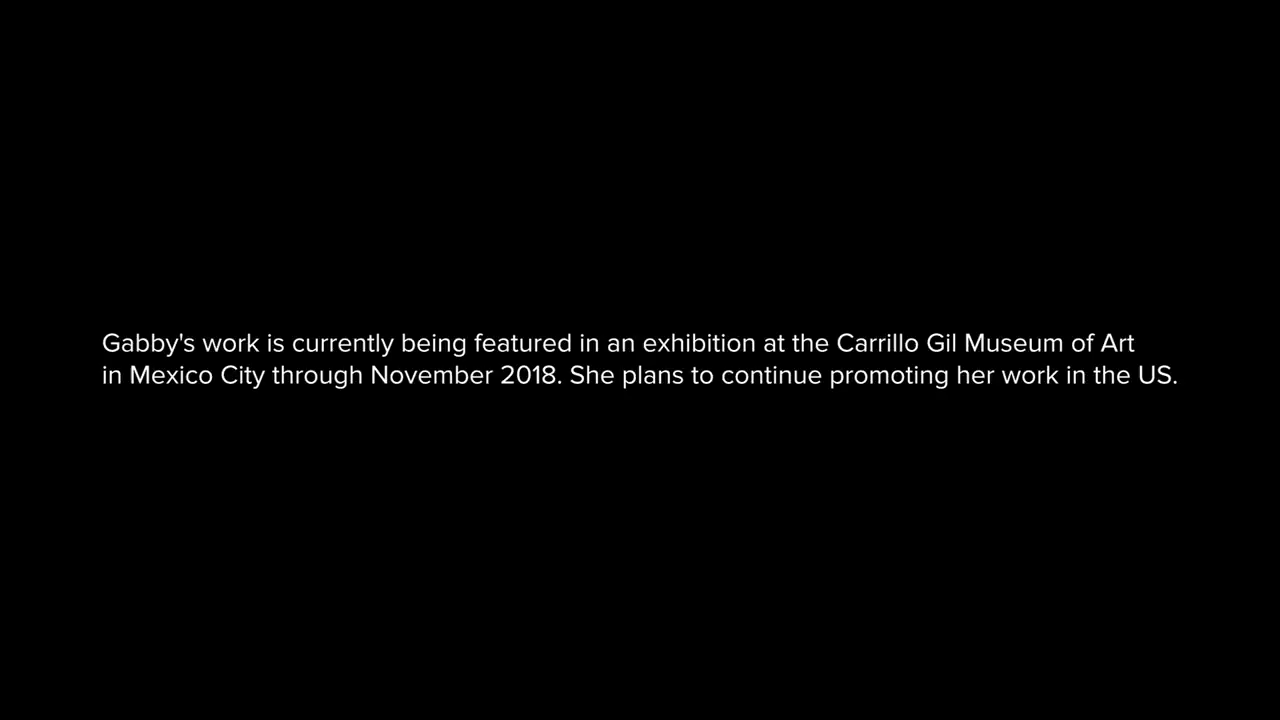 Gabby's work is currently being featured in an exhibition at the Carrillo Gil Museum of Art
in Mexico City through November 2018. She plans to continue promoting her work in the US.